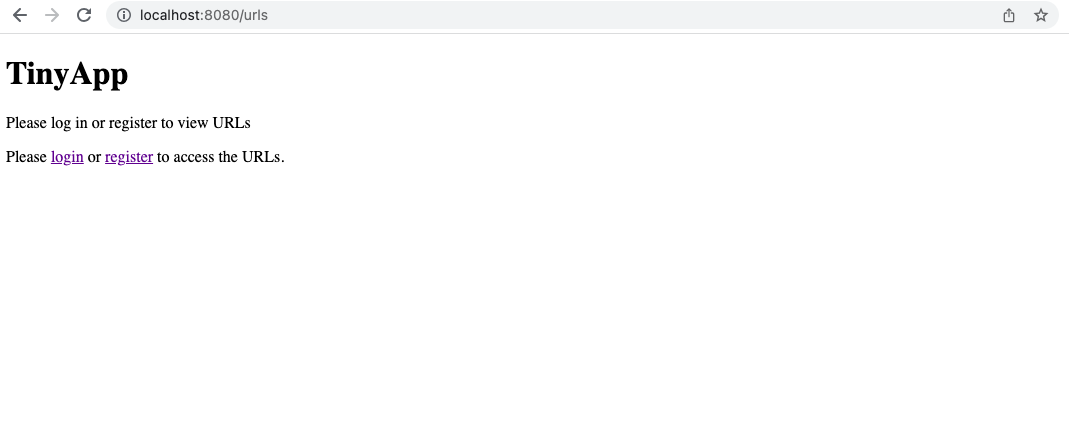 localhost:8080/urls
TinyApp
Please log in or register to view URLs
Please login or register to access the URLs.